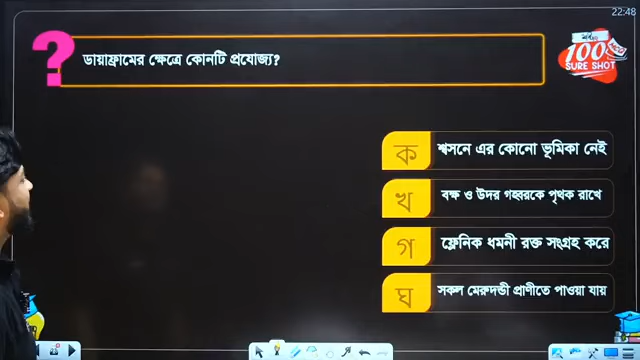 22:48
ডায়াফ্রামের ক্ষেত্রে কোনটি প্রযোজ্য?
100
SURE SHOT
ক শ্বসনে এর কোনো ভূমিকা নেই
খ বক্ষ ও উদর গহ্বরকে পৃথক রাখে
গ ফ্রেনিক ধমনী রক্ত সংগ্রহ করে
ঘ সকল মেরুদন্ডী প্রাণীতে পাওয়া যায়